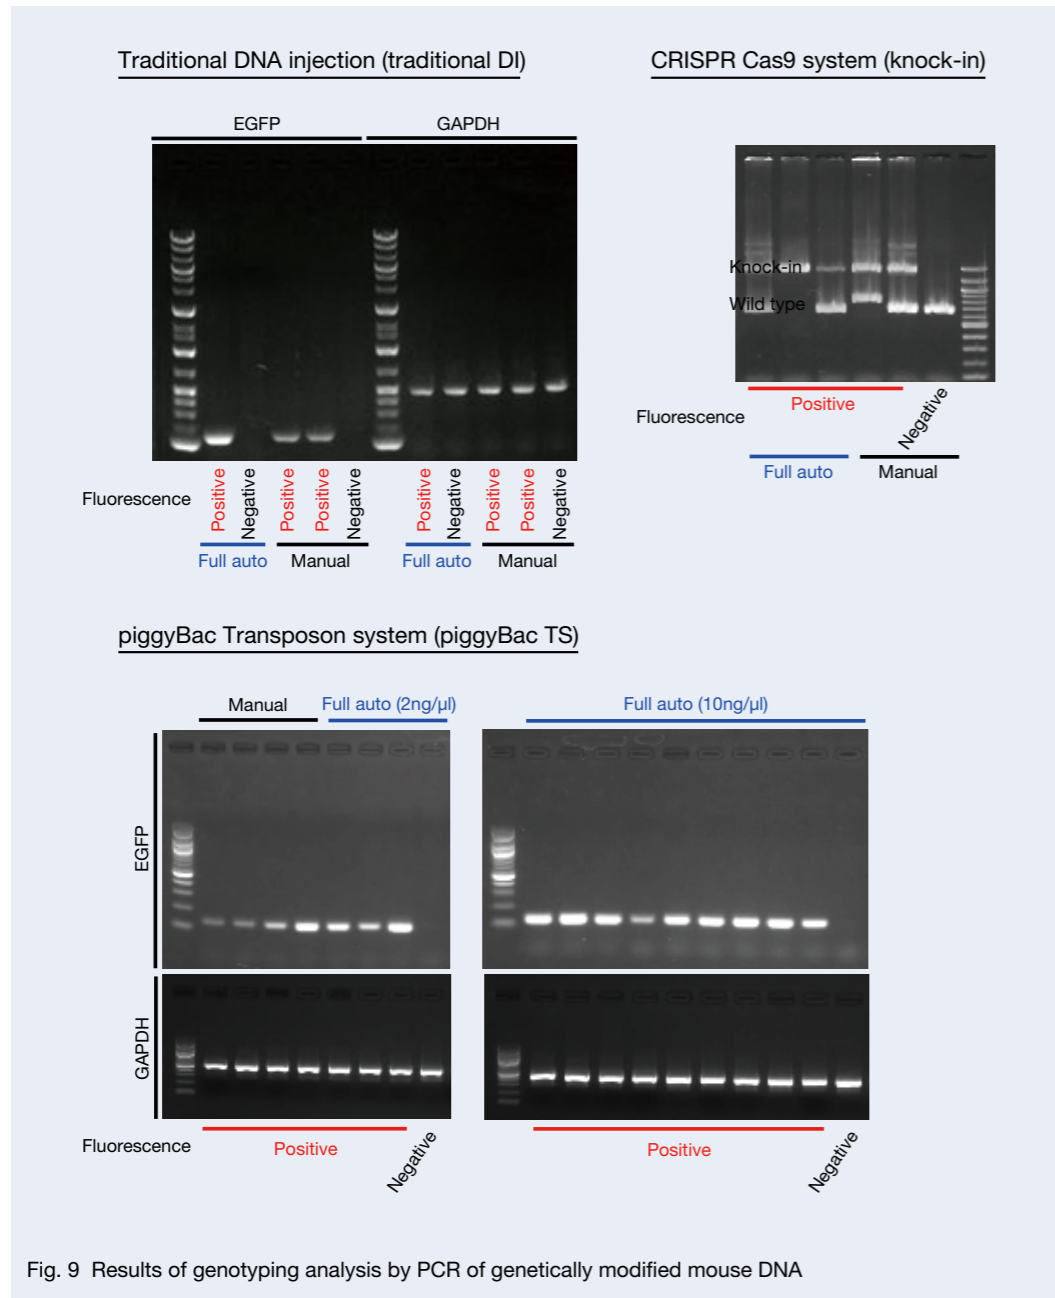 Traditional DNA injection (traditional DI)
CRISPR Cas9 system (knock-in)
EGFP
GAPDH
Knock-in
Wild type
Fluorescence
Positive
Negative
Positive
Positive
Negative
Positive
Negative
Positive
Positive
Negative
Full auto
Manual
Full auto
Manual
Fluorescence
Positive
Negative
Full auto
Manual
piggyBac Transposon system (piggyBac TS)
Manual
Full auto (2ng/µl)
Full auto (10ng/µl)
EGFP
GAPDH
Fluorescence
Positive
Negative
Positive
Negative
Fig. 9 Results of genotyping analysis by PCR of genetically modified mouse DNA